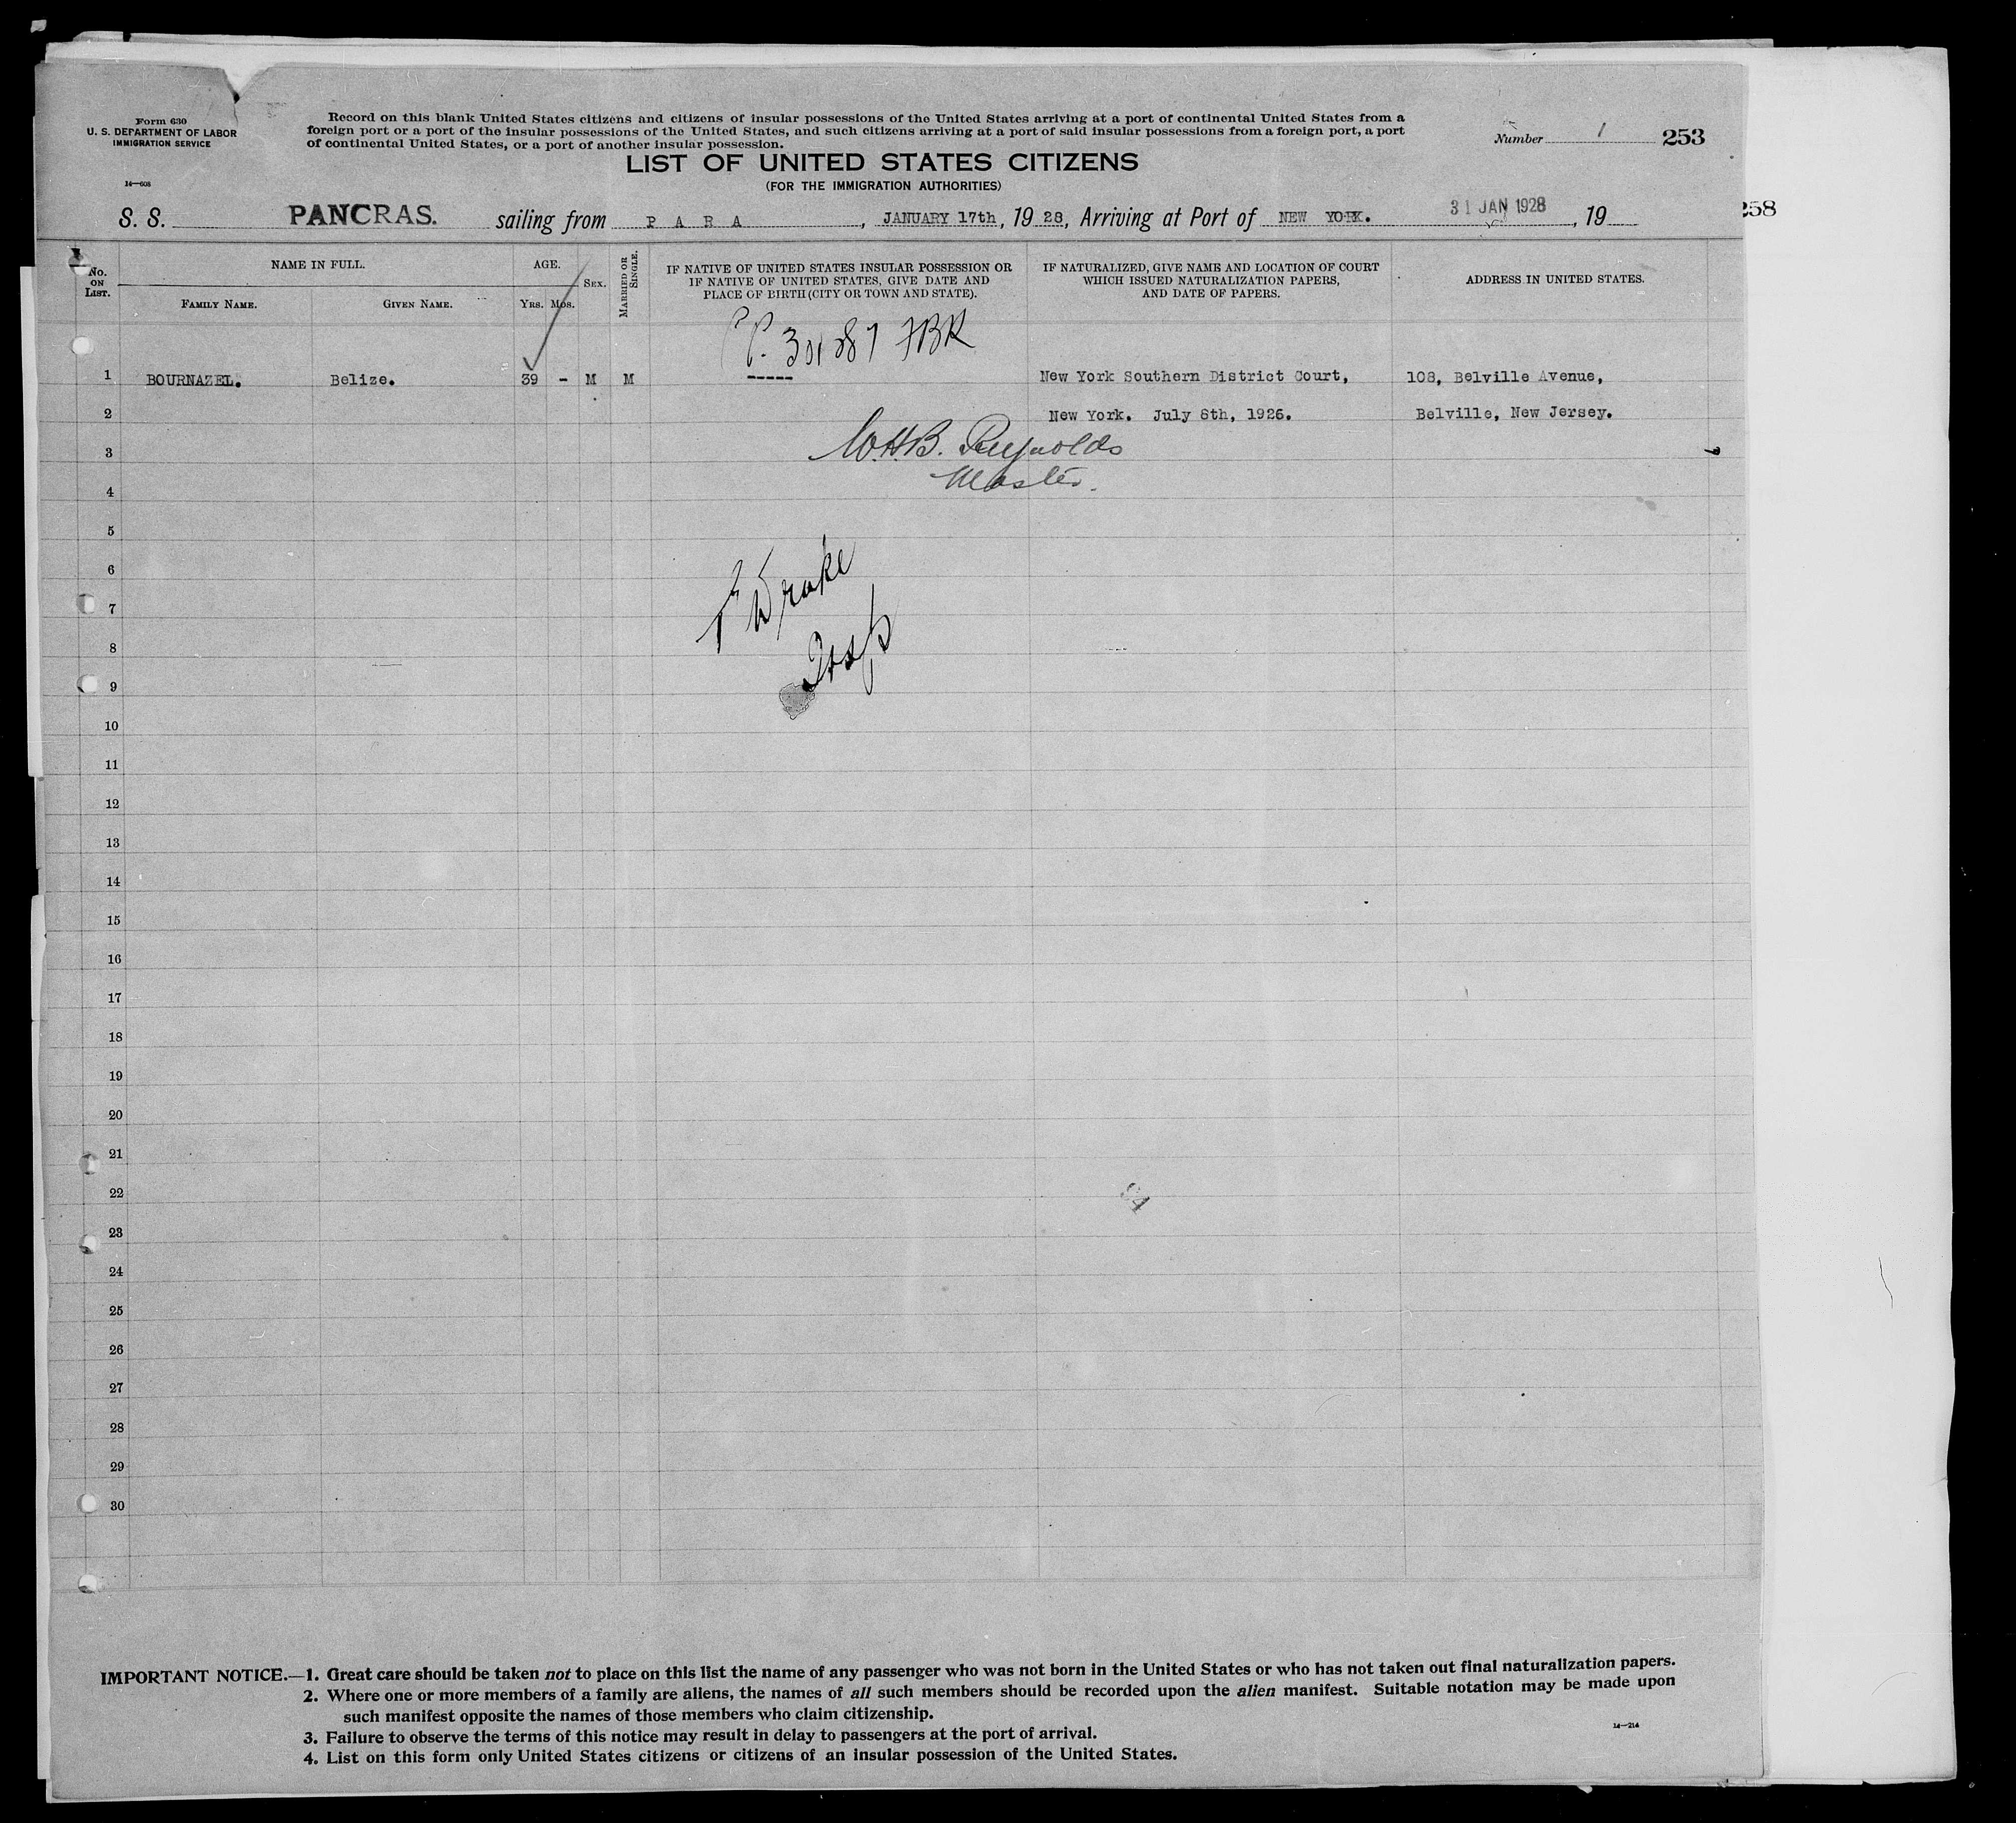 Form 630
U. S. DEPARTMENT OF LABOR
IMMIGRATION SERVICE
14—608
Record on this blank United States citizens and citizens of insular possessions of the United States arriving at a port of continental United States from a
foreign port or a port of the insular possessions of the United States, and such citizens arriving at a port of said insular possessions from a foreign port, a port
of continental United States, or a port of another insular possession.
Number 1 253
LIST OF UNITED STATES CITIZENS
(FOR THE IMMIGRATION AUTHORITIES)
S. S. PANCRAS. sailing from P A R A, JANUARY 17th, 19 28, Arriving at Port of NEW YORK. 31 JAN 1928, 19
258
No. ON LIST.
NAME IN FULL.
FAMILY NAME.
GIVEN NAME.
AGE.
YRS. MOS.
SEX.
MARRIED OR SINGLE.
IF NATIVE OF UNITED STATES INSULAR POSSESSION OR
IF NATIVE OF UNITED STATES, GIVE DATE AND
PLACE OF BIRTH (CITY OR TOWN AND STATE).
IF NATURALIZED, GIVE NAME AND LOCATION OF COURT
WHICH ISSUED NATURALIZATION PAPERS,
AND DATE OF PAPERS.
ADDRESS IN UNITED STATES.
1 BOURNAZEL. Belize. 39 - M M ----- New York Southern District Court, 108, Belville Avenue,
2 New York. July 6th, 1926. Belville, New Jersey.
3 W.H.B. Reynolds
Master.
4
5
6 Drake
7
8 Insp
9
10
11
12
13
14
15
16
17
18
19
20
21
22
23
24
25
26
27
28
29
30
IMPORTANT NOTICE.—1. Great care should be taken not to place on this list the name of any passenger who was not born in the United States or who has not taken out final naturalization papers.
2. Where one or more members of a family are aliens, the names of all such members should be recorded upon the alien manifest. Suitable notation may be made upon
such manifest opposite the names of those members who claim citizenship.
3. Failure to observe the terms of this notice may result in delay to passengers at the port of arrival.
14—214
4. List on this form only United States citizens or citizens of an insular possession of the United States.